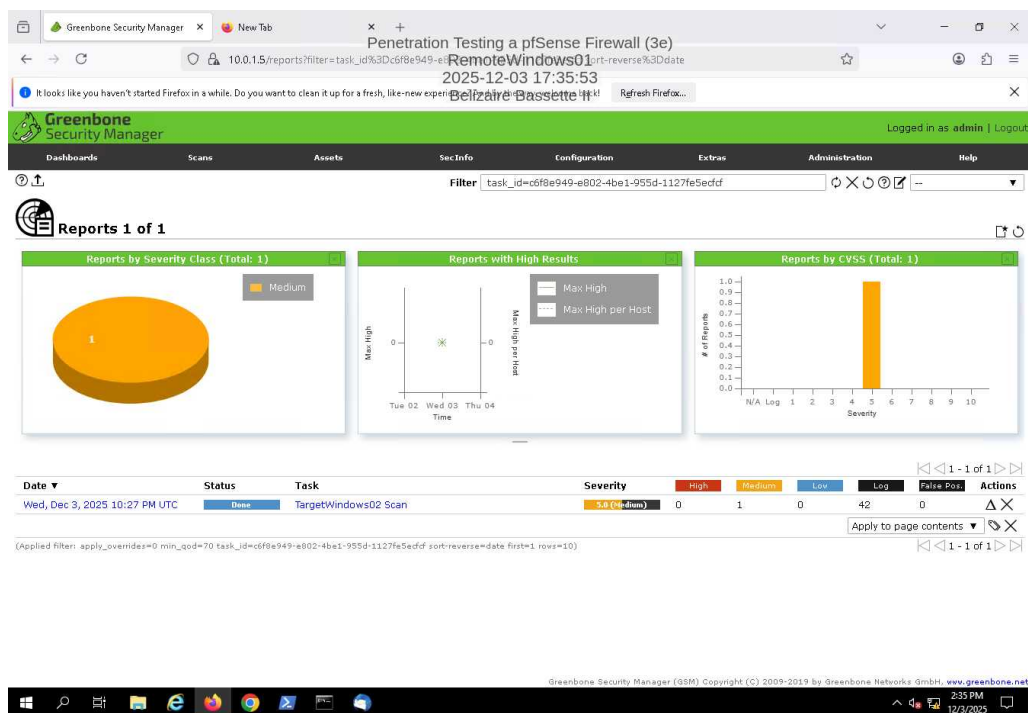 Greenbone Security Manager
New Tab
Penetration Testing a pfSense Firewall (3e)
10.0.1.5/reports?filter=task_id%3Dc6f8e949-e8
ort-reverse%3Ddate
RemoteWindows01
2025-12-03 17:35:53
It looks like you haven't started Firefox in a while. Do you want to clean it up for a fresh, like-new
Belizaire Bassette II
back!
Refresh Firefox...
Greenbone
Security Manager
Logged in as admin | Logout
Dashboards Scans Assets SecInfo Configuration Extras Administration Help
Filter task_id=c6f8e949-e802-4be1-955d-1127fe5ecfcf --
Reports 1 of 1
Reports by Severity Class (Total: 1)
Medium
1
Reports with High Results
Max High
Max High per Host
Max High
0
0
Max High per Host
Tue 02 Wed 03 Thu 04
Time
Reports by CVSS (Total: 1)
1.0
0.9
0.8
0.7
0.6
0.5
0.4
0.3
0.2
0.1
0.0
# of Reports
N/A Log 1 2 3 4 5 6 7 8 9 10
Severity
1 - 1 of 1
Date ▼ Status Task Severity High Medium Low Log False Pos. Actions
Wed, Dec 3, 2025 10:27 PM UTC Done TargetWindows02 Scan 5.0 (Medium) 0 1 0 42 0
Apply to page contents ▼
(Applied filter: apply_overrides=0 min_qod=70 task_id=c6f8e949-e802-4be1-955d-1127fe5ecfcf sort-reverse=date first=1 rows=10)
1 - 1 of 1
Greenbone Security Manager (GSM) Copyright (C) 2009-2019 by Greenbone Networks GmbH, www.greenbone.net
2:35 PM
12/3/2025